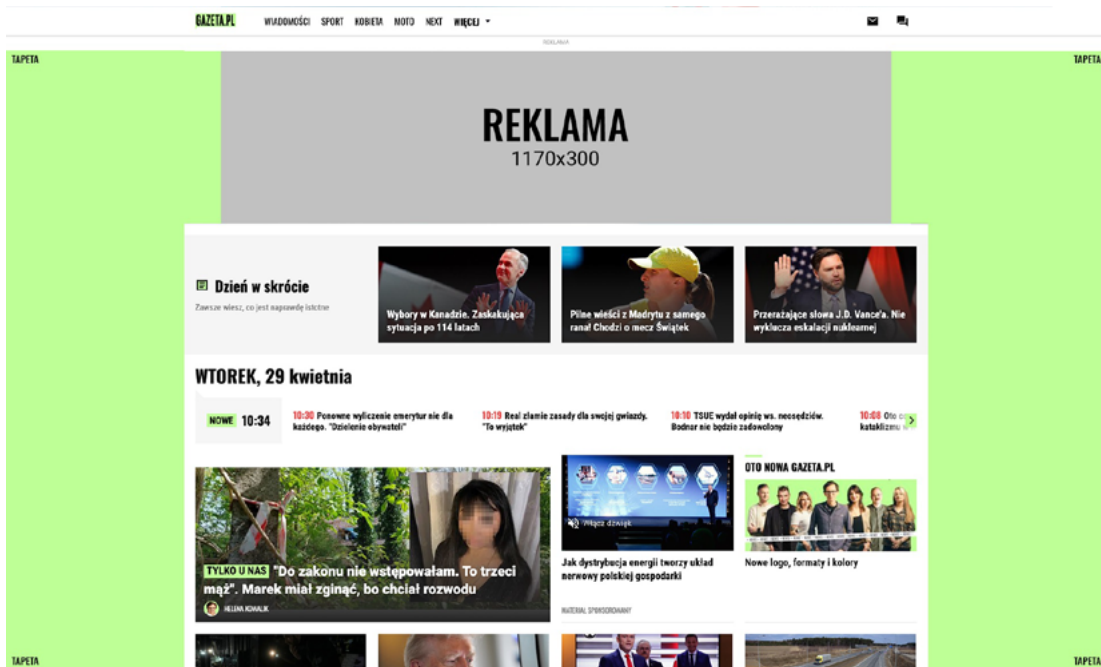 GAZETA.PL WIADOMOŚCI SPORT KOBIETA MOTO NEXT WIĘCEJ
REKLAMA
TAPETA
TAPETA
REKLAMA
1170x300
Dzień w skrócie
Zawsze wiesz, co jest naprawdę istotne
Wybory w Kanadzie. Zaskakująca
sytuacja po 114 latach
Pilne wieści z Madrytu z samego
rana! Chodzi o mecz Świątek
Przerażające słowa J.D. Vance'a. Nie
wyklucza eskalacji nuklearnej
WTOREK, 29 kwietnia
NOWE 10:34
10:30 Ponowne wyliczenie emerytur nie dla
każdego. "Dzielenie obywateli"
10:19 Real złamie zasady dla swojej gwiazdy.
"To wyjątek"
10:10 TSUE wydał opinię ws. neosędziów.
Bodnar nie będzie zadowolony
10:08 Oto
kataklizmu
TYLKO U NAS "Do zakonu nie wstępowałam. To trzeci
mąż". Marek miał zginąć, bo chciał rozwodu
HELENA KOWALIK
Włącz dźwięk
Jak dystrybucja energii tworzy układ
nerwowy polskiej gospodarki
MATERIAŁ SPONSOROWANY
OTO NOWA GAZETA.PL
Nowe logo, formaty i kolory
TAPETA
TAPETA